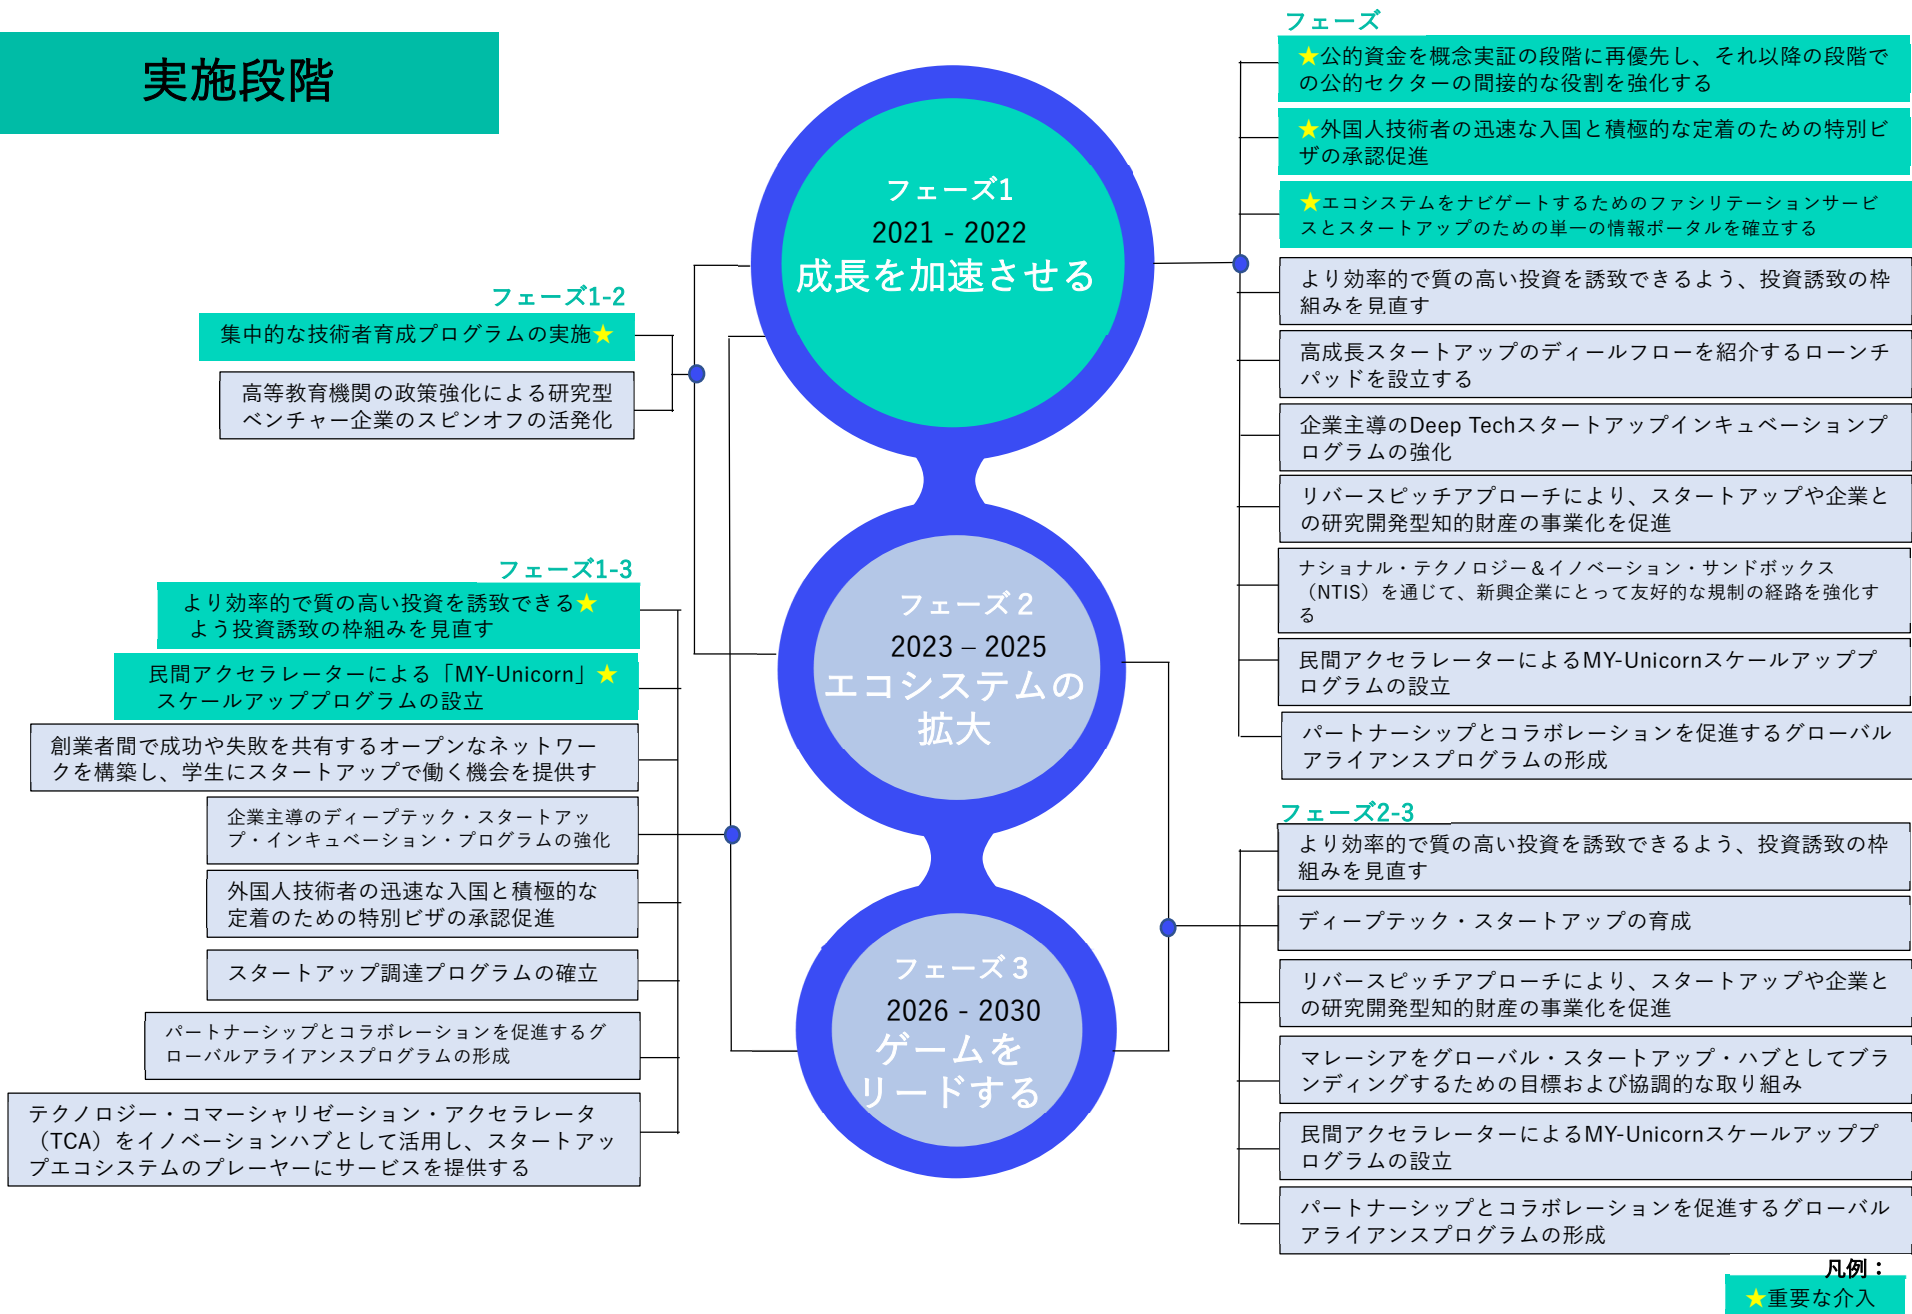 実施段階
フェーズ1
2021 - 2022
成長を加速させる
フェーズ 2
2023 – 2025
エコシステムの
拡大
フェーズ 3
2026 - 2030
ゲームを
リードする
フェーズ1-2
集中的な技術者育成プログラムの実施★
高等教育機関の政策強化による研究型
ベンチャー企業のスピンオフの活発化
フェーズ1-3
より効率的で質の高い投資を誘致できる★
よう投資誘致の枠組みを見直す
民間アクセラレーターによる「MY-Unicorn」★
スケールアッププログラムの設立
創業者間で成功や失敗を共有するオープンなネットワー
クを構築し、学生にスタートアップで働く機会を提供す
企業主導のディープテック・スタートアッ
プ・インキュベーション・プログラムの強化
外国人技術者の迅速な入国と積極的な
定着のための特別ビザの承認促進
スタートアップ調達プログラムの確立
パートナーシップとコラボレーションを促進するグ
ローバルアライアンスプログラムの形成
テクノロジー・コマーシャリゼーション・アクセラレータ
（TCA）をイノベーションハブとして活用し、スタートアッ
プエコシステムのプレーヤーにサービスを提供する
フェーズ
★公的資金を概念実証の段階に再優先し、それ以降の段階で
の公的セクターの間接的な役割を強化する
★外国人技術者の迅速な入国と積極的な定着のための特別ビ
ザの承認促進
★エコシステムをナビゲートするためのファシリテーションサービ
スとスタートアップのための単一の情報ポータルを確立する
より効率的で質の高い投資を誘致できるよう、投資誘致の枠
組みを見直す
高成長スタートアップのディールフローを紹介するローンチ
パッドを設立する
企業主導のDeep Techスタートアップインキュベーションプ
ログラムの強化
リバースピッチアプローチにより、スタートアップや企業と
の研究開発型知的財産の事業化を促進
ナショナル・テクノロジー＆イノベーション・サンドボックス
（NTIS）を通じて、新興企業にとって友好的な規制の経路を強化す
る
民間アクセラレーターによるMY-Unicornスケールアッププ
ログラムの設立
パートナーシップとコラボレーションを促進するグローバル
アライアンスプログラムの形成
フェーズ2-3
より効率的で質の高い投資を誘致できるよう、投資誘致の枠
組みを見直す
ディープテック・スタートアップの育成
リバースピッチアプローチにより、スタートアップや企業と
の研究開発型知的財産の事業化を促進
マレーシアをグローバル・スタートアップ・ハブとしてブラ
ンディングするための目標および協調的な取り組み
民間アクセラレーターによるMY-Unicornスケールアッププ
ログラムの設立
パートナーシップとコラボレーションを促進するグローバル
アライアンスプログラムの形成
凡例：
★重要な介入